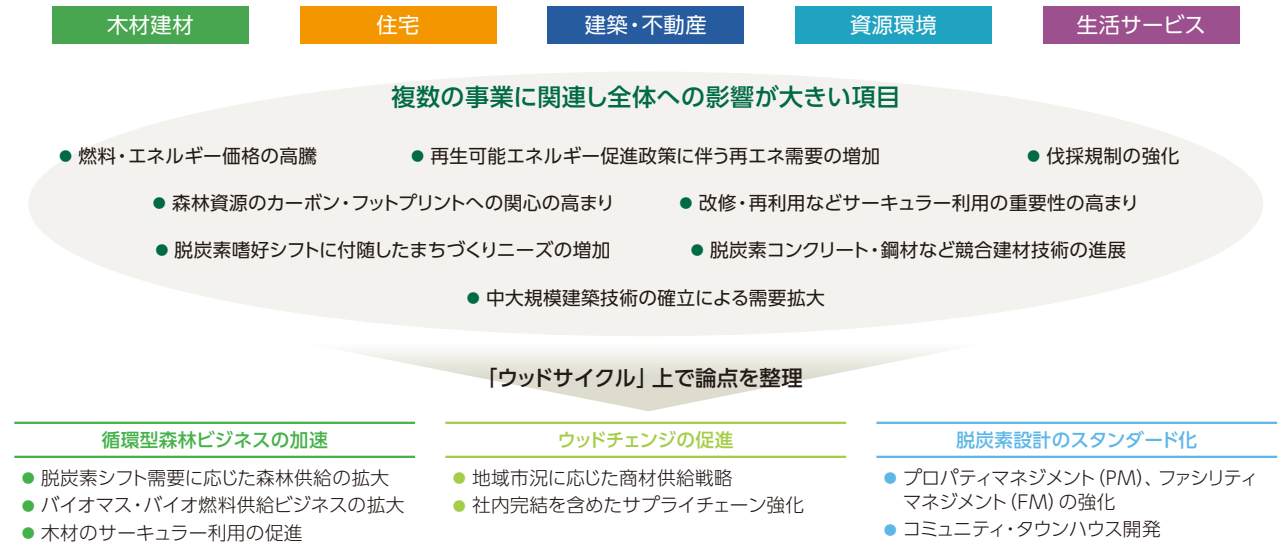 木材建材
住宅
建築・不動産
資源環境
生活サービス
複数の事業に関連し全体への影響が大きい項目
● 燃料・エネルギー価格の高騰
● 再生可能エネルギー促進政策に伴う再エネ需要の増加
● 伐採規制の強化
● 森林資源のカーボン・フットプリントへの関心の高まり
● 改修・再利用などサーキュラー利用の重要性の高まり
● 脱炭素嗜好シフトに付随したまちづくりニーズの増加
● 脱炭素コンクリート・鋼材など競合建材技術の進展
● 中大規模建築技術の確立による需要拡大
「ウッドサイクル」上で論点を整理
循環型森林ビジネスの加速
● 脱炭素シフト需要に応じた森林供給の拡大
● バイオマス・バイオ燃料供給ビジネスの拡大
● 木材のサーキュラー利用の促進
ウッドチェンジの促進
● 地域市況に応じた商材供給戦略
● 社内完結を含めたサプライチェーン強化
脱炭素設計のスタンダード化
● プロパティマネジメント（PM）、ファシリティ
マネジメント（FM）の強化
● コミュニティ・タウンハウス開発